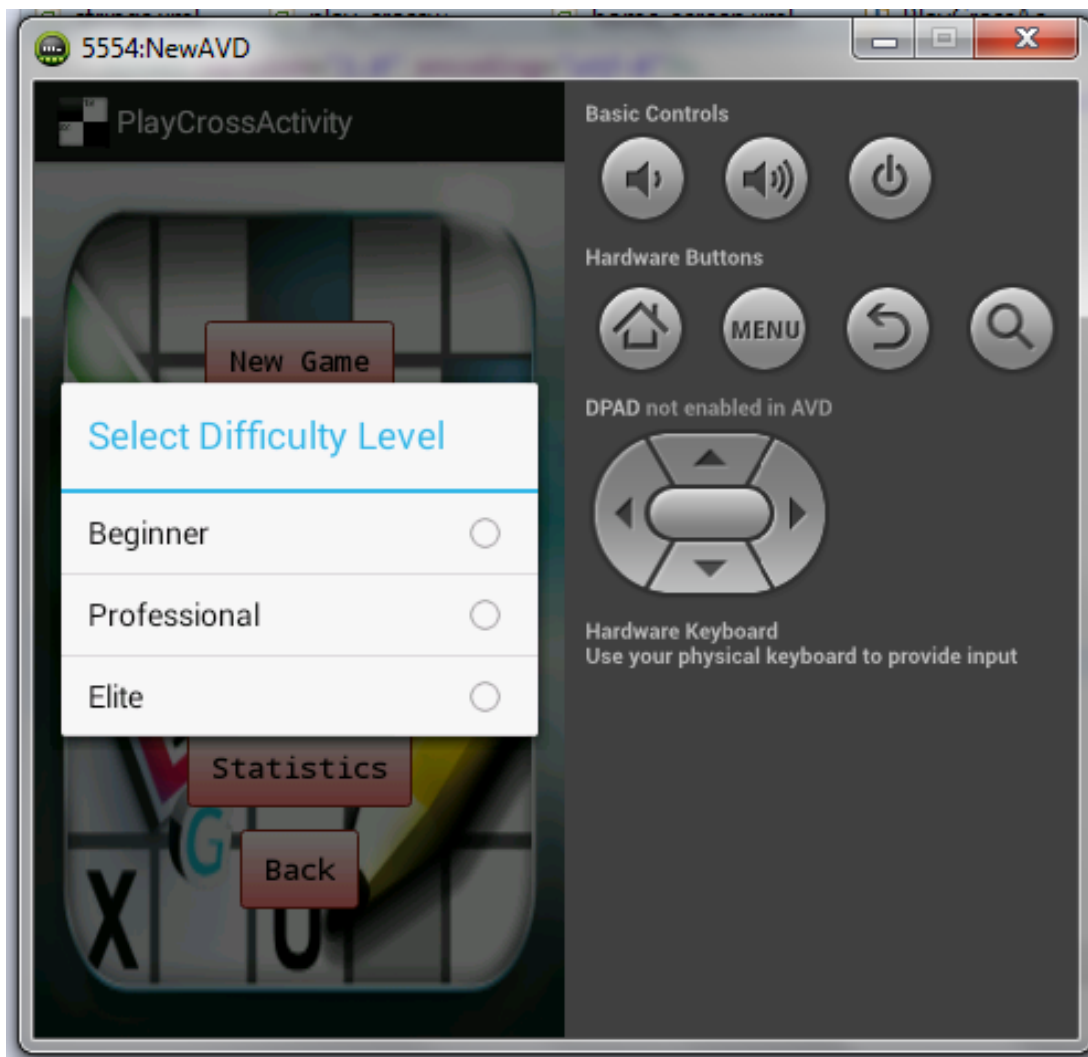 5554:NewAVD
PlayCrossActivity
New Game
Select Difficulty Level
Beginner
Professional
Elite
Statistics
Back
X
G
U
Basic Controls
Hardware Buttons
MENU
DPAD not enabled in AVD
Hardware Keyboard
Use your physical keyboard to provide input